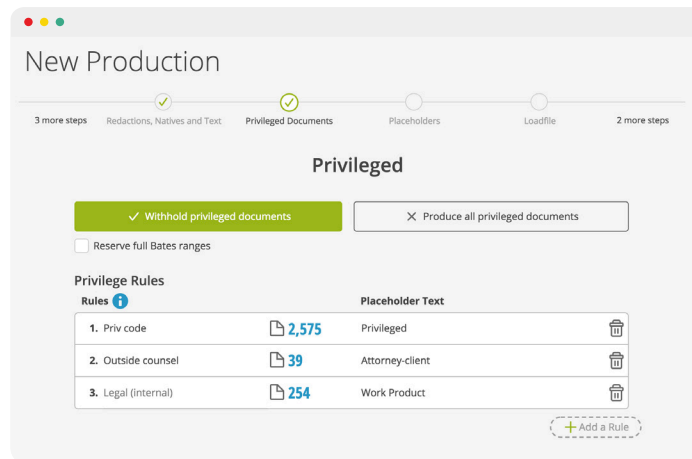 New Production
3 more steps Redactions, Natives and Text Privileged Documents Placeholders Loadfile 2 more steps
Privileged
Withhold privileged documents Produce all privileged documents
Reserve full Bates ranges
Privilege Rules
Rules Placeholder Text
1. Priv code 2,575 Privileged
2. Outside counsel 39 Attorney-client
3. Legal (internal) 254 Work Product
Add a Rule